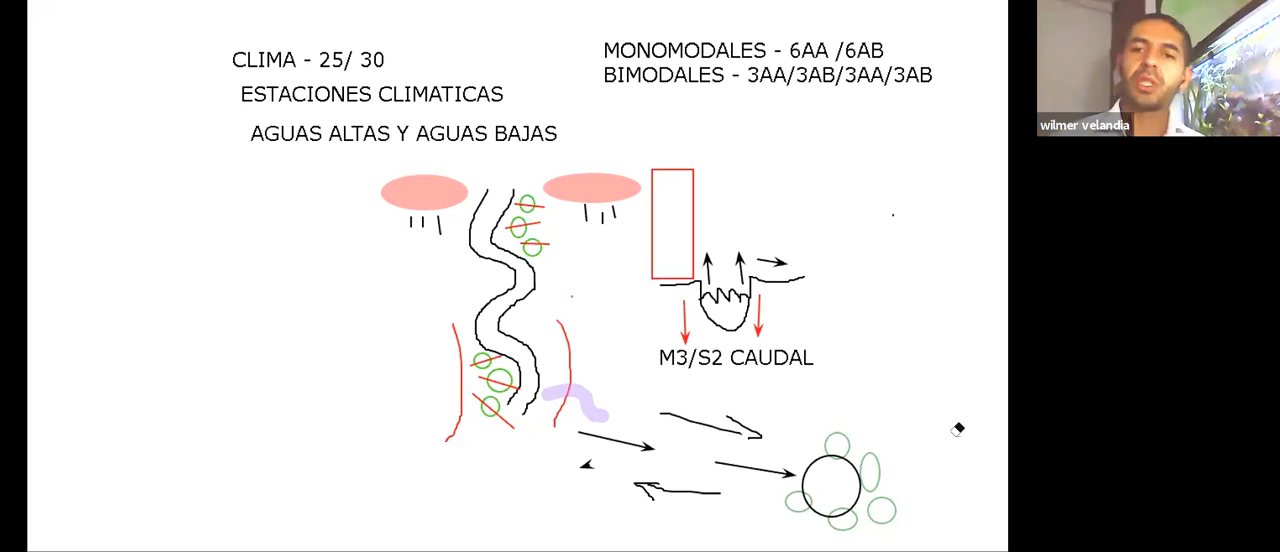 CLIMA - 25/ 30
ESTACIONES CLIMATICAS
AGUAS ALTAS Y AGUAS BAJAS
MONOMODALES - 6AA /6AB
BIMODALES - 3AA/3AB/3AA/3AB
wilmer velandia
M3/S2 CAUDAL